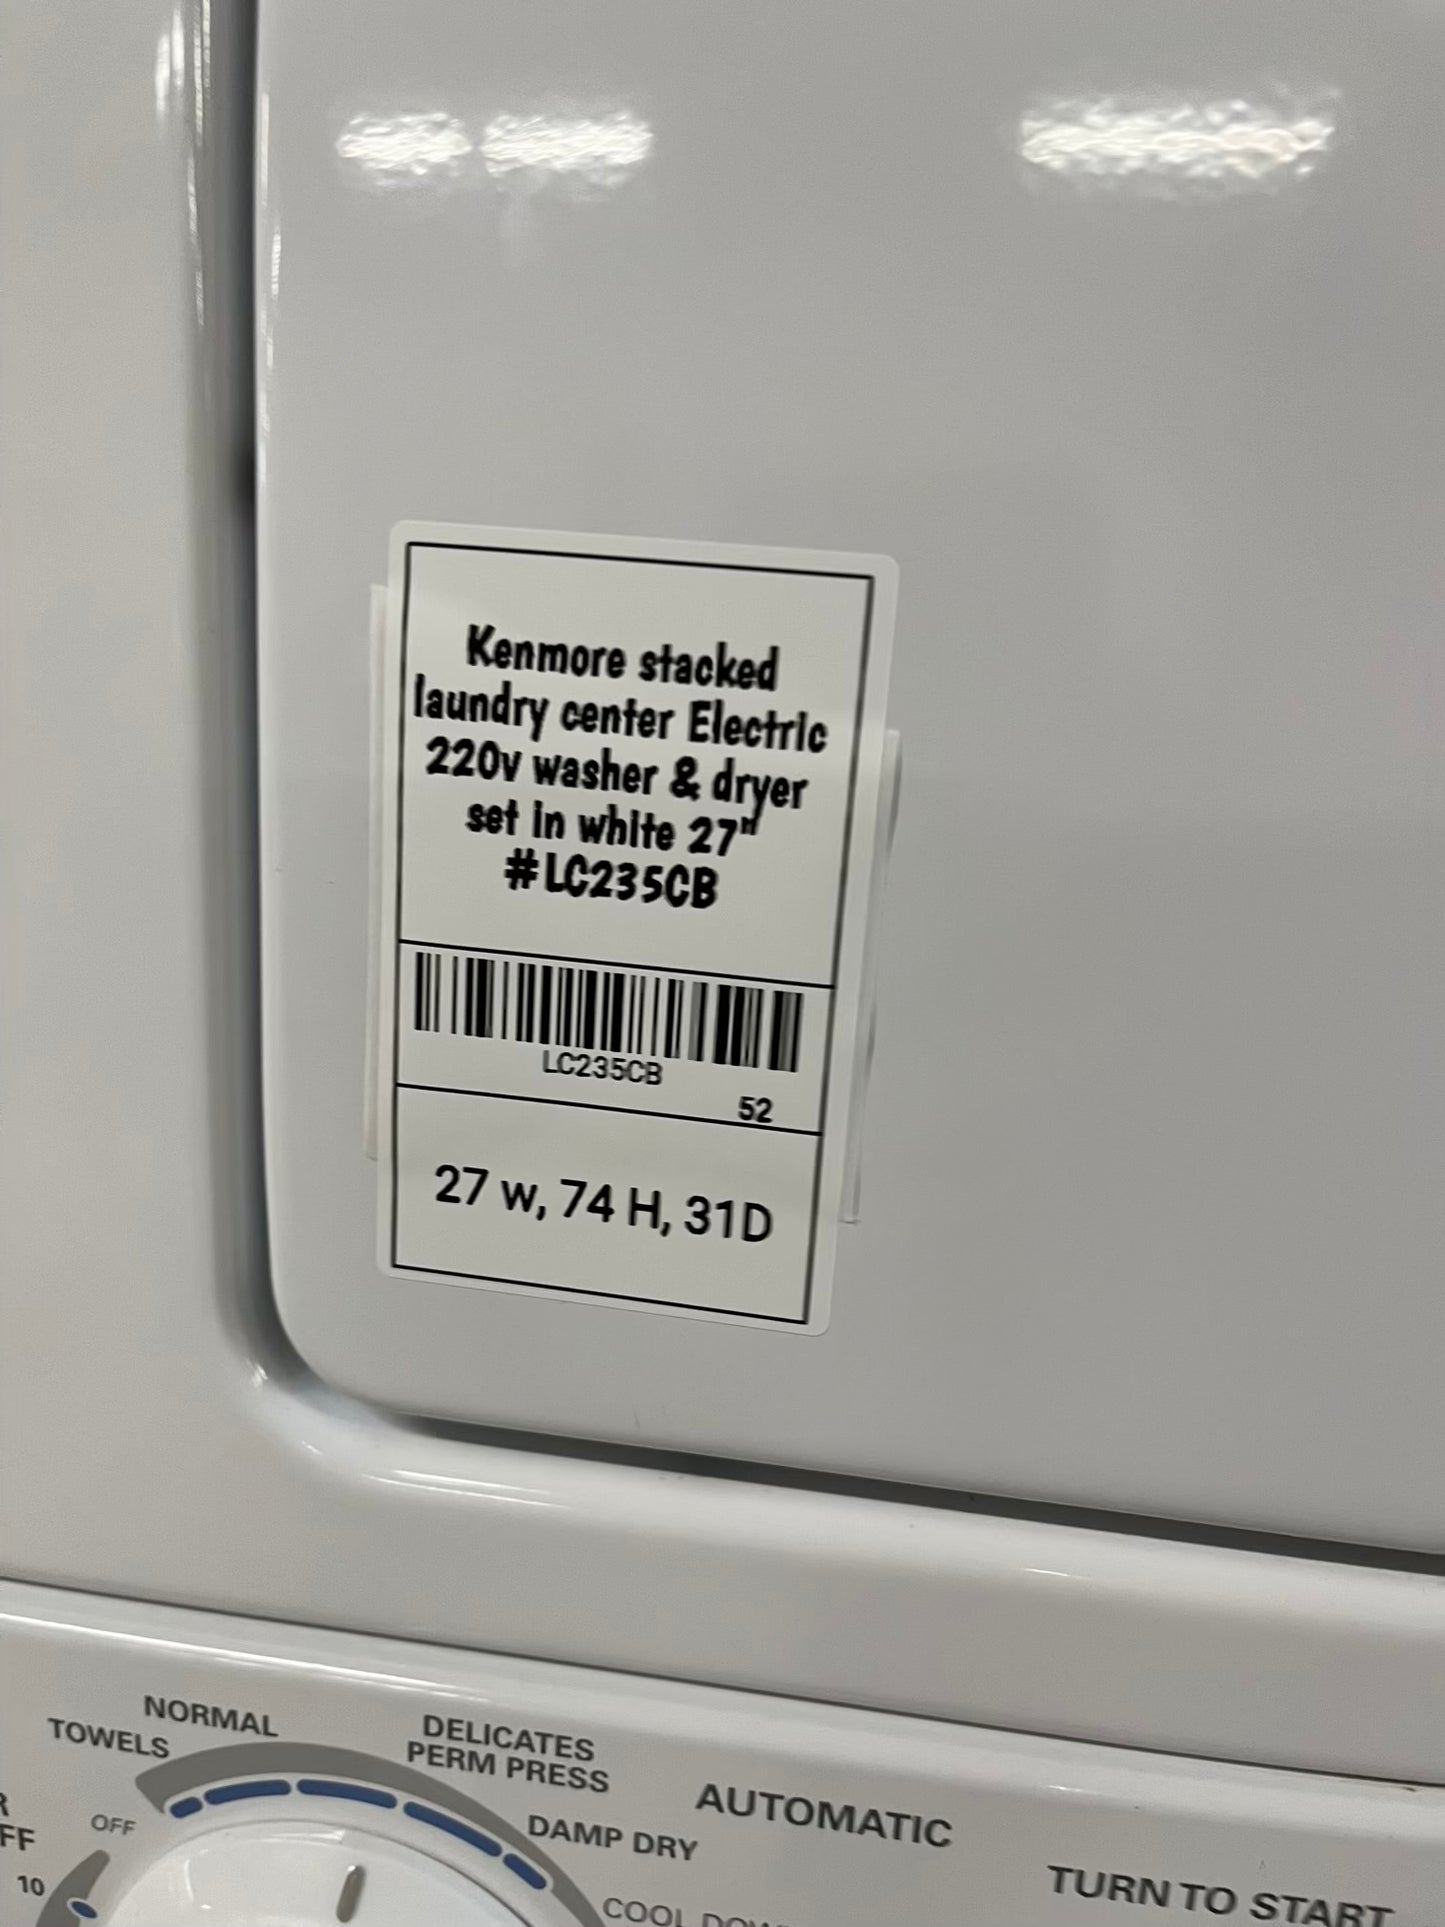 Kenmore stacked
laundry center Electric
220v washer & dryer
set in white 27"
#LC235CB
LC235CB
52
27 w, 74 H, 31D
NORMAL
TOWELS
DELICATES
PERM PRESS
AUTOMATIC
OFF
DAMP DRY
TURN TO START
10
COOL